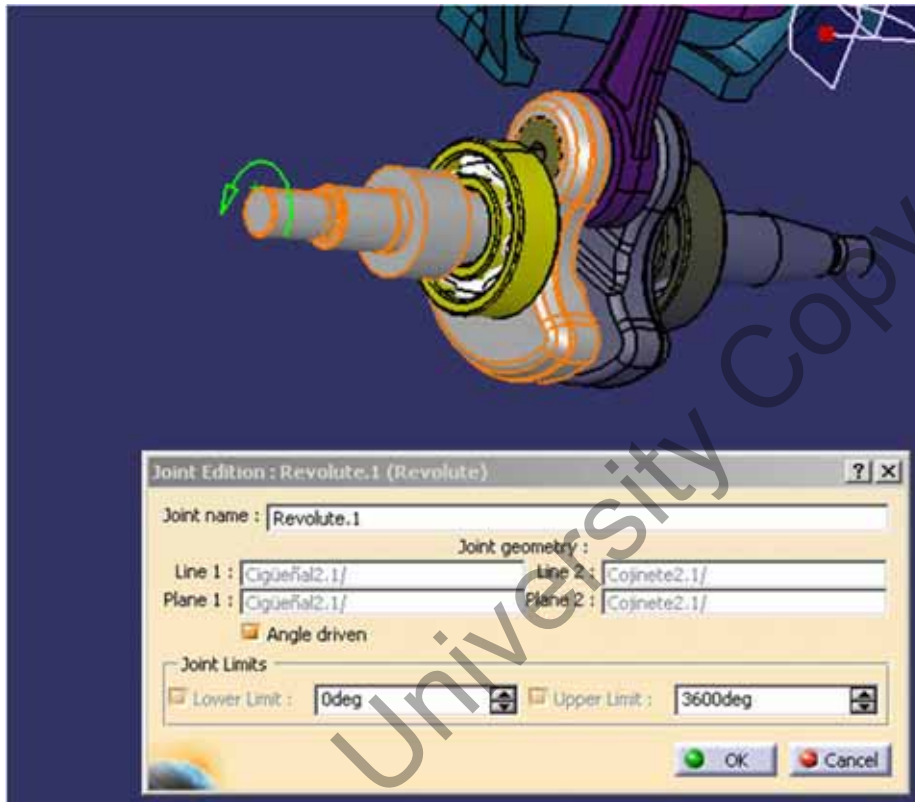 Joint Edition : Revolute.1 (Revolute)
? X
Joint name : Revolute.1
Joint geometry :
Line 1 : Cigüeñal2.1/ Line 2 : Cojinete2.1/
Plane 1 : Cigüeñal2.1/ Plane 2 : Cojinete2.1/
Angle driven
Joint Limits
Lower Limit : 0deg Upper Limit : 3600deg
OK Cancel
University Copy